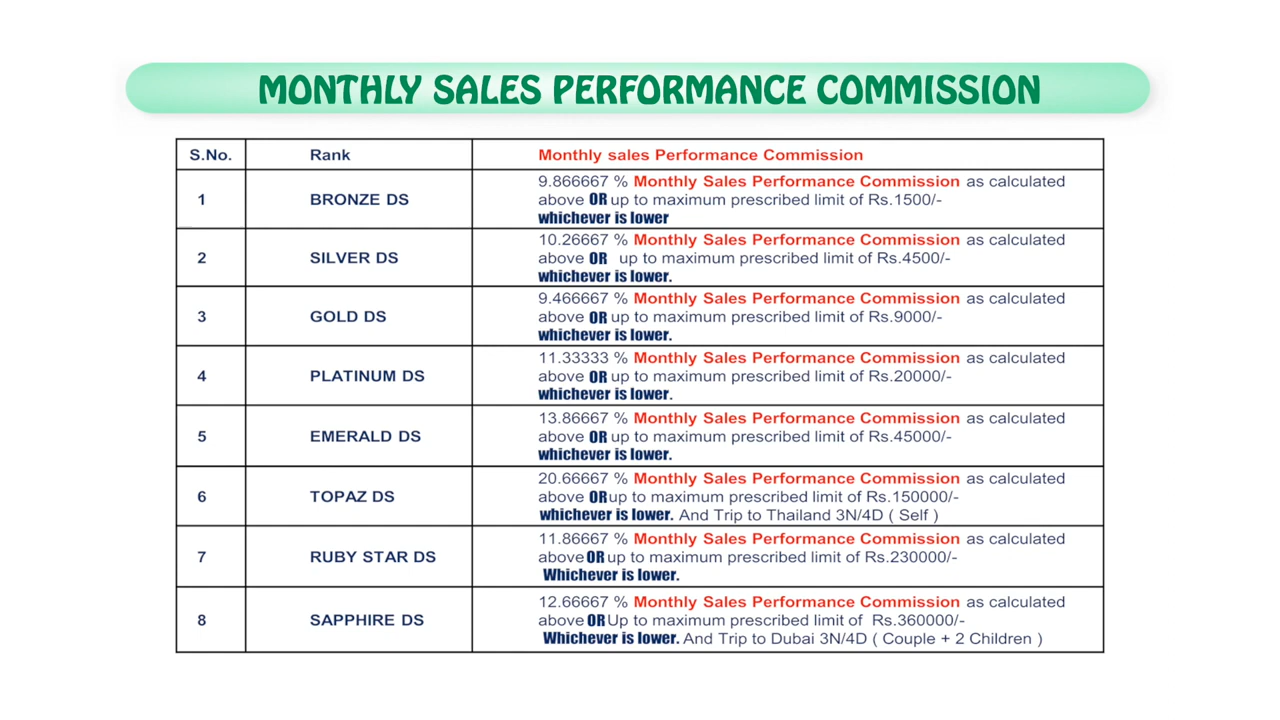 MONTHLY SALES PERFORMANCE COMMISSION
S.No. Rank Monthly sales Performance Commission
1 BRONZE DS 9.866667 % Monthly Sales Performance Commission as calculated
above OR up to maximum prescribed limit of Rs.1500/-
whichever is lower
2 SILVER DS 10.26667 % Monthly Sales Performance Commission as calculated
above OR up to maximum prescribed limit of Rs.4500/-
whichever is lower.
3 GOLD DS 9.466667 % Monthly Sales Performance Commission as calculated
above OR up to maximum prescribed limit of Rs.9000/-
whichever is lower.
4 PLATINUM DS 11.33333 % Monthly Sales Performance Commission as calculated
above OR up to maximum prescribed limit of Rs.20000/-
whichever is lower.
5 EMERALD DS 13.86667 % Monthly Sales Performance Commission as calculated
above OR up to maximum prescribed limit of Rs.45000/-
whichever is lower.
6 TOPAZ DS 20.66667 % Monthly Sales Performance Commission as calculated
above OR up to maximum prescribed limit of Rs.150000/-
whichever is lower. And Trip to Thailand 3N/4D ( Self )
7 RUBY STAR DS 11.86667 % Monthly Sales Performance Commission as calculated
above OR up to maximum prescribed limit of Rs.230000/-
Whichever is lower.
8 SAPPHIRE DS 12.66667 % Monthly Sales Performance Commission as calculated
above OR Up to maximum prescribed limit of Rs.360000/-
Whichever is lower. And Trip to Dubai 3N/4D ( Couple + 2 Children )